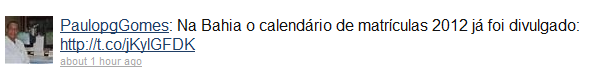 PaulopgGomes: Na Bahia o calendário de matrículas 2012 já foi divulgado:
http://t.co/jKylGFDK
about 1 hour ago